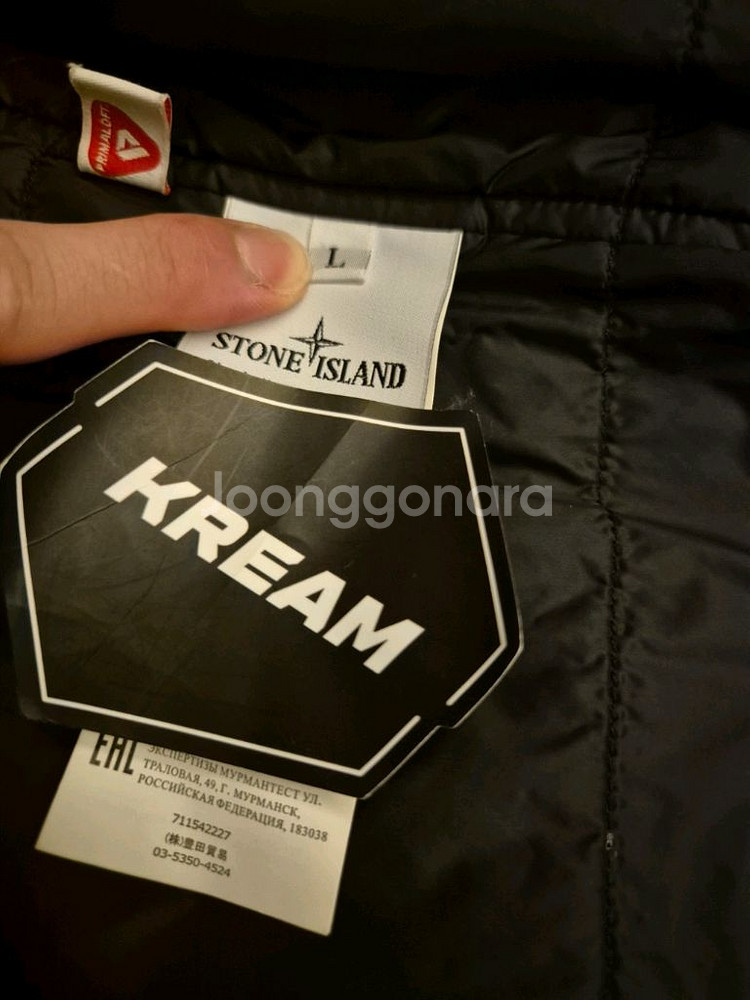 PRIMALOFT
L
STONE ISLAND
KREAM
loonggonara
EAC
ЭКСПЕРТИЗЫ МУРМАНТЕСТ УЛ.
ТРАЛОВАЯ, 49, Г. МУРМАНСК,
РОССИЙСКАЯ ФЕДЕРАЦИЯ, 183038
711542227
(株)豊田貿易
03-5350-4524